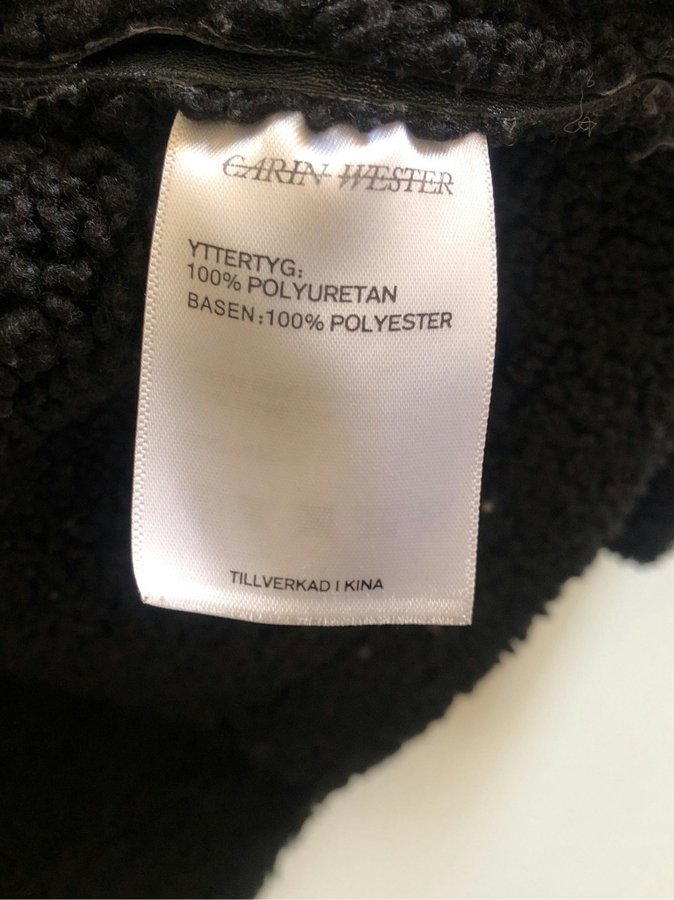 CARIN WESTER
YTTERTYG:
100% POLYURETAN
BASEN:100% POLYESTER
TILLVERKAD I KINA